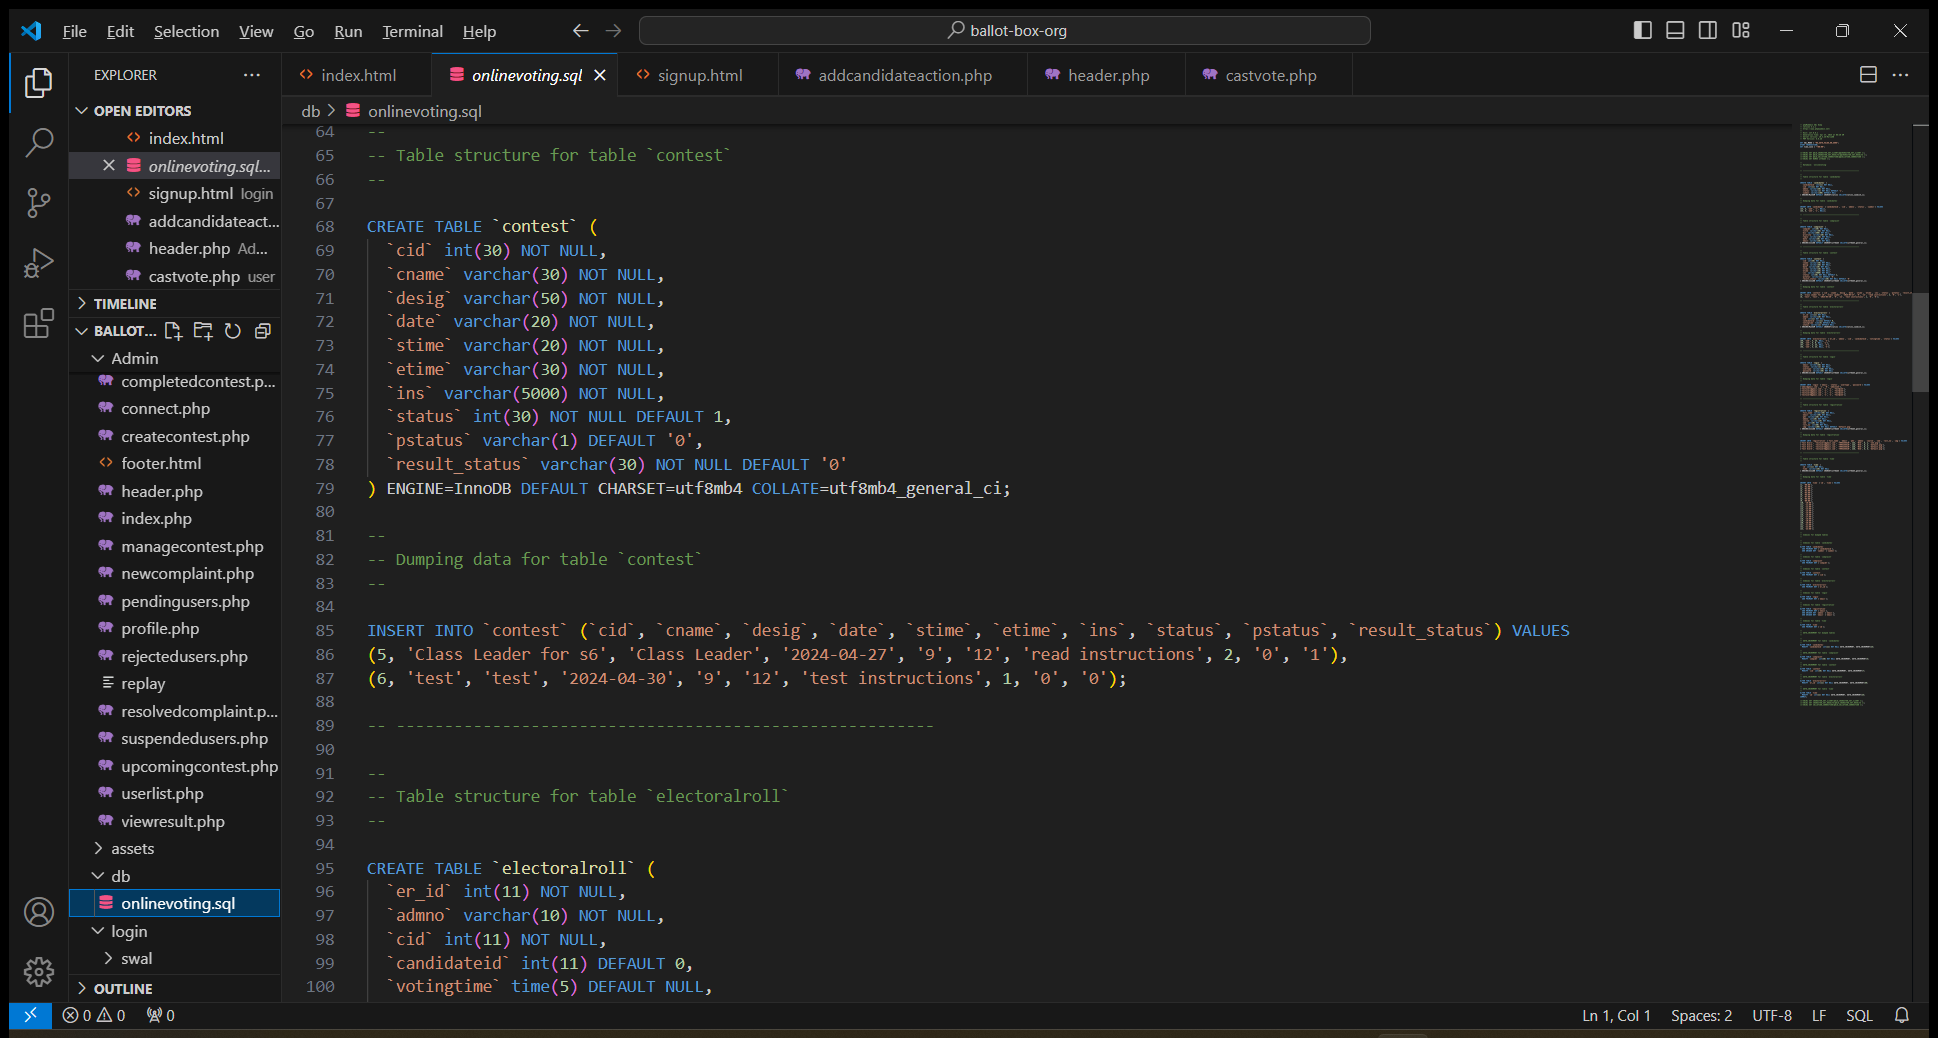 File Edit Selection View Go Run Terminal Help
ballot-box-org
EXPLORER
index.html
onlinevoting.sql
signup.html
addcandidateaction.php
header.php
castvote.php
OPEN EDITORS
index.html
onlinevoting.sql...
signup.html login
addcandidateact...
header.php Ad...
castvote.php user
TIMELINE
BALLOT...
Admin
completedcontest.p...
connect.php
createcontest.php
footer.html
header.php
index.php
managecontest.php
newcomplaint.php
pendingusers.php
profile.php
rejectedusers.php
replay
resolvedcomplaint.p...
suspendedusers.php
upcomingcontest.php
userlist.php
viewresult.php
assets
db
onlinevoting.sql
login
swal
OUTLINE
db > onlinevoting.sql
64 --
65 -- Table structure for table `contest`
66 --
67
68 CREATE TABLE `contest` (
69 `cid` int(30) NOT NULL,
70 `cname` varchar(30) NOT NULL,
71 `desig` varchar(50) NOT NULL,
72 `date` varchar(20) NOT NULL,
73 `stime` varchar(20) NOT NULL,
74 `etime` varchar(30) NOT NULL,
75 `ins` varchar(5000) NOT NULL,
76 `status` int(30) NOT NULL DEFAULT 1,
77 `pstatus` varchar(1) DEFAULT '0',
78 `result_status` varchar(30) NOT NULL DEFAULT '0'
79 ) ENGINE=InnoDB DEFAULT CHARSET=utf8mb4 COLLATE=utf8mb4_general_ci;
80
81 --
82 -- Dumping data for table `contest`
83 --
84
85 INSERT INTO `contest` (`cid`, `cname`, `desig`, `date`, `stime`, `etime`, `ins`, `status`, `pstatus`, `result_status`) VALUES
86 (5, 'Class Leader for s6', 'Class Leader', '2024-04-27', '9', '12', 'read instructions', 2, '0', '1'),
87 (6, 'test', 'test', '2024-04-30', '9', '12', 'test instructions', 1, '0', '0');
88
89 -- --------------------------------------------------------
90
91 --
92 -- Table structure for table `electoralroll`
93 --
94
95 CREATE TABLE `electoralroll` (
96 `er_id` int(11) NOT NULL,
97 `admno` varchar(10) NOT NULL,
98 `cid` int(11) NOT NULL,
99 `candidateid` int(11) DEFAULT 0,
100 `votingtime` time(5) DEFAULT NULL,
0 0 0
Ln 1, Col 1 Spaces: 2 UTF-8 LF SQL